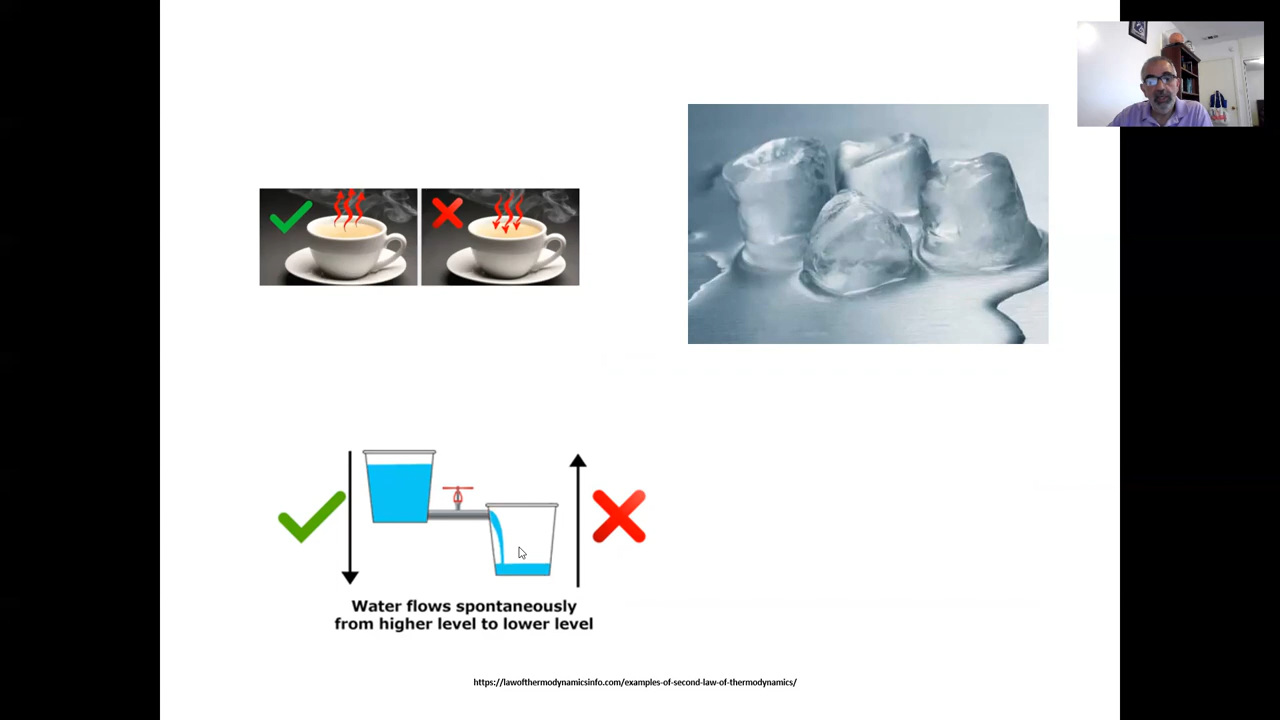 Water flows spontaneously
from higher level to lower level
https://lawofthermodynamicsinfo.com/examples-of-second-law-of-thermodynamics/